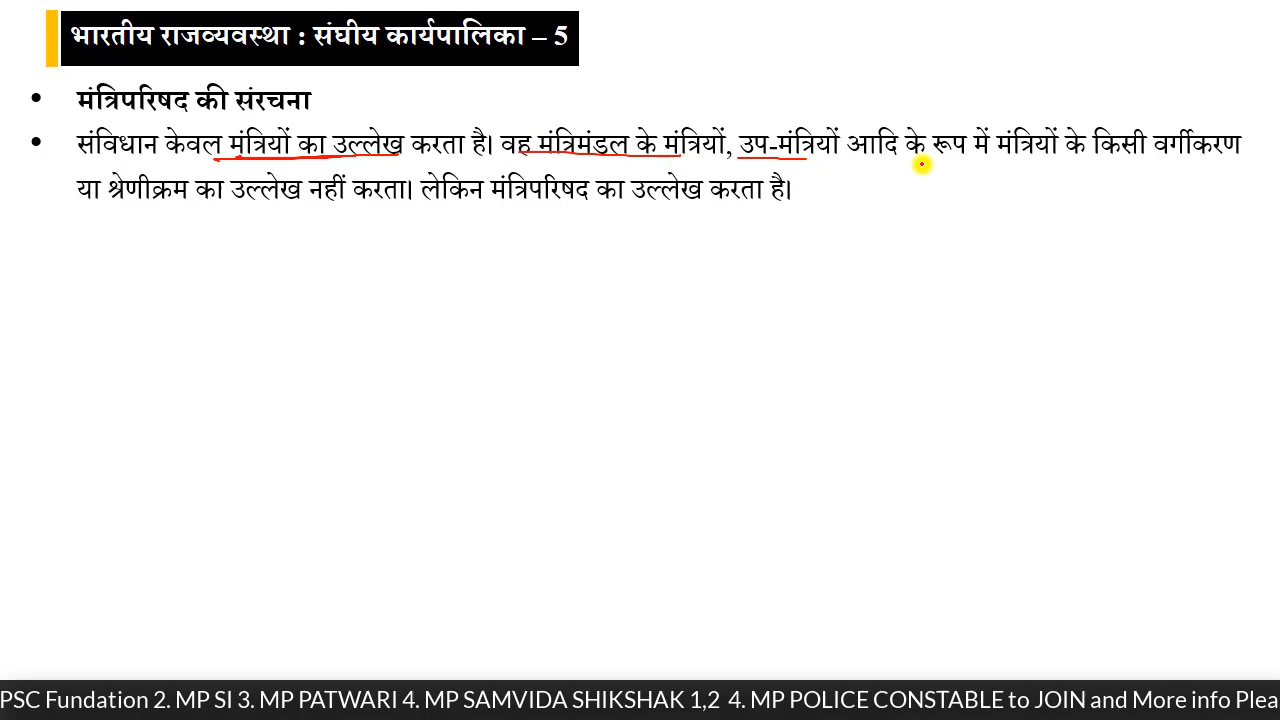 भारतीय राजव्यवस्था : संघीय कार्यपालिका – 5
• मंत्रिपरिषद की संरचना
• संविधान केवल मंत्रियों का उल्लेख करता है। वह मंत्रिमंडल के मंत्रियों, उप-मंत्रियों आदि के रूप में मंत्रियों के किसी वर्गीकरण
या श्रेणीक्रम का उल्लेख नहीं करता। लेकिन मंत्रिपरिषद का उल्लेख करता है।
PSC Fundation 2. MP SI 3. MP PATWARI 4. MP SAMVIDA SHIKSHAK 1,2 4. MP POLICE CONSTABLE to JOIN and More info Plea